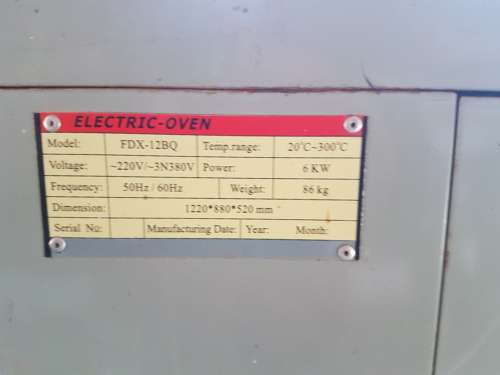 ELECTRIC-OVEN
Model: FDX-12BQ Temp.range: 20℃~300℃
Voltage: ~220V/~3N380V Power: 6 KW
Frequency: 50Hz / 60Hz Weight: 86 kg
Dimension: 1220*880*520 mm
Serial No: Manufacturing Date: Year: Month: